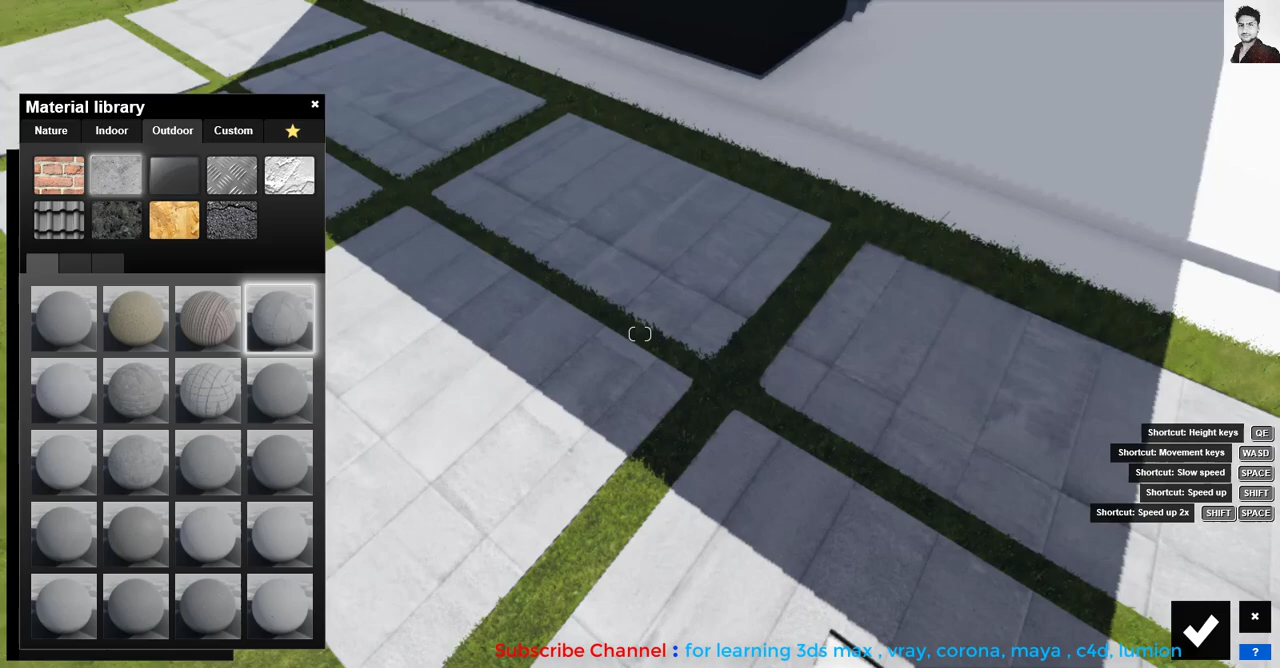 Material library
Nature Indoor Outdoor Custom
Shortcut: Height keys QE
Shortcut: Movement keys WASD
Shortcut: Slow speed SPACE
Shortcut: Speed up SHIFT
Shortcut: Speed up 2x SHIFT SPACE
?
Subscribe Channel : for learning 3ds max , vray, corona, maya , c4d, lumion